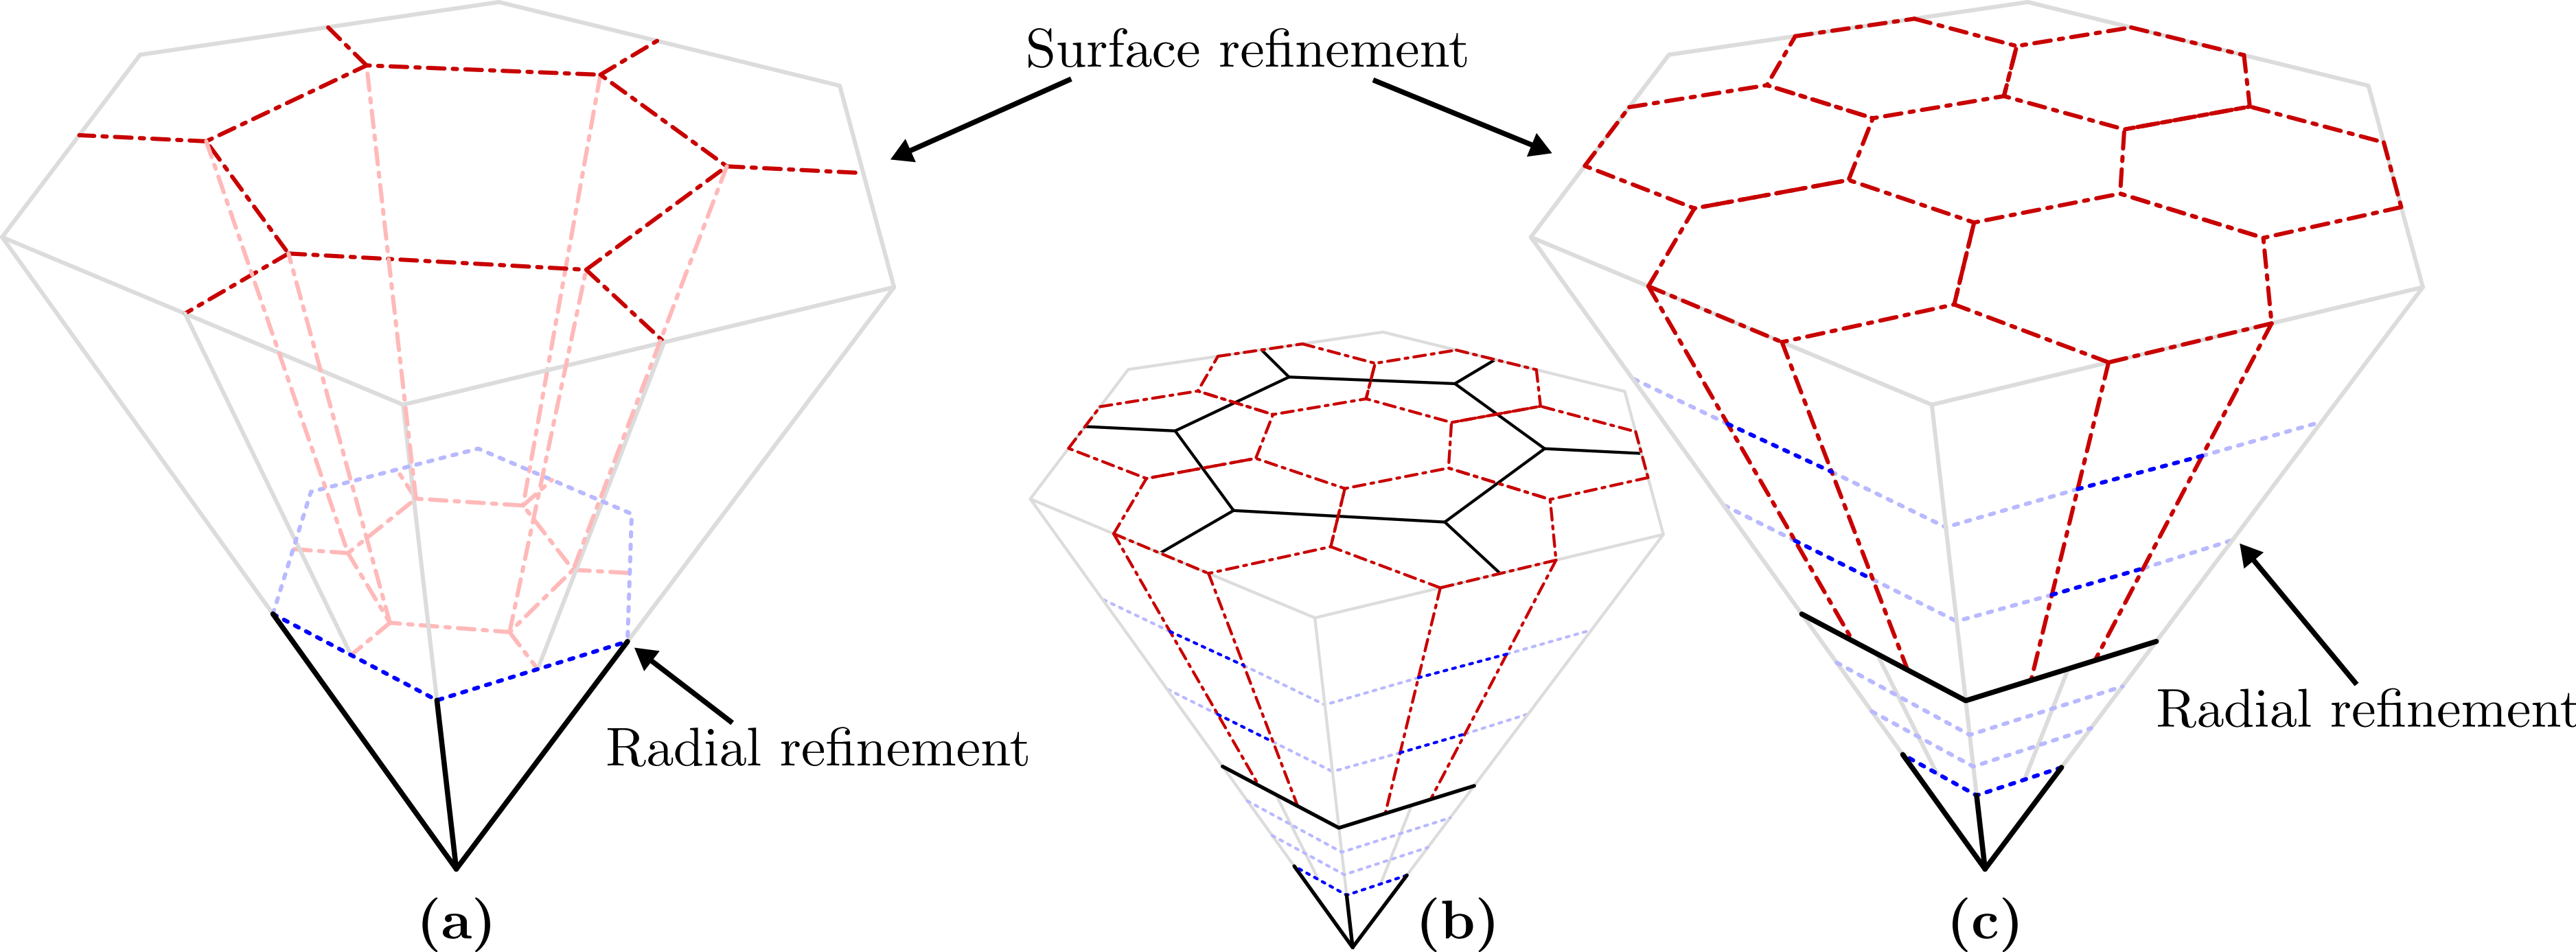 Surface refinement
Radial refinement
Radial refinement
(a)
(b)
(c)